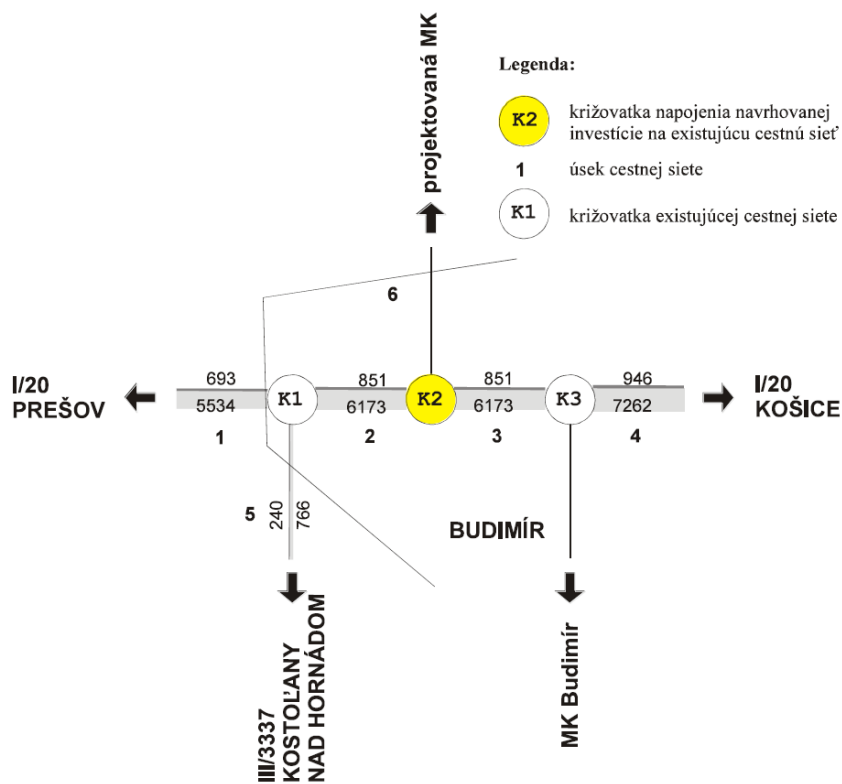 projektovaná MK
Legenda:
K2
križovatka napojenia navrhovanej
investície na existujúcu cestnú sieť
1
úsek cestnej siete
K1
križovatka existujúcej cestnej siete
6
I/20
PREŠOV
693
5534
1
K1
851
6173
2
K2
851
6173
3
K3
946
7262
4
I/20
KOŠICE
5
240
766
BUDIMÍR
III/3337
KOSTOĽANY
NAD HORNÁDOM
MK Budimír